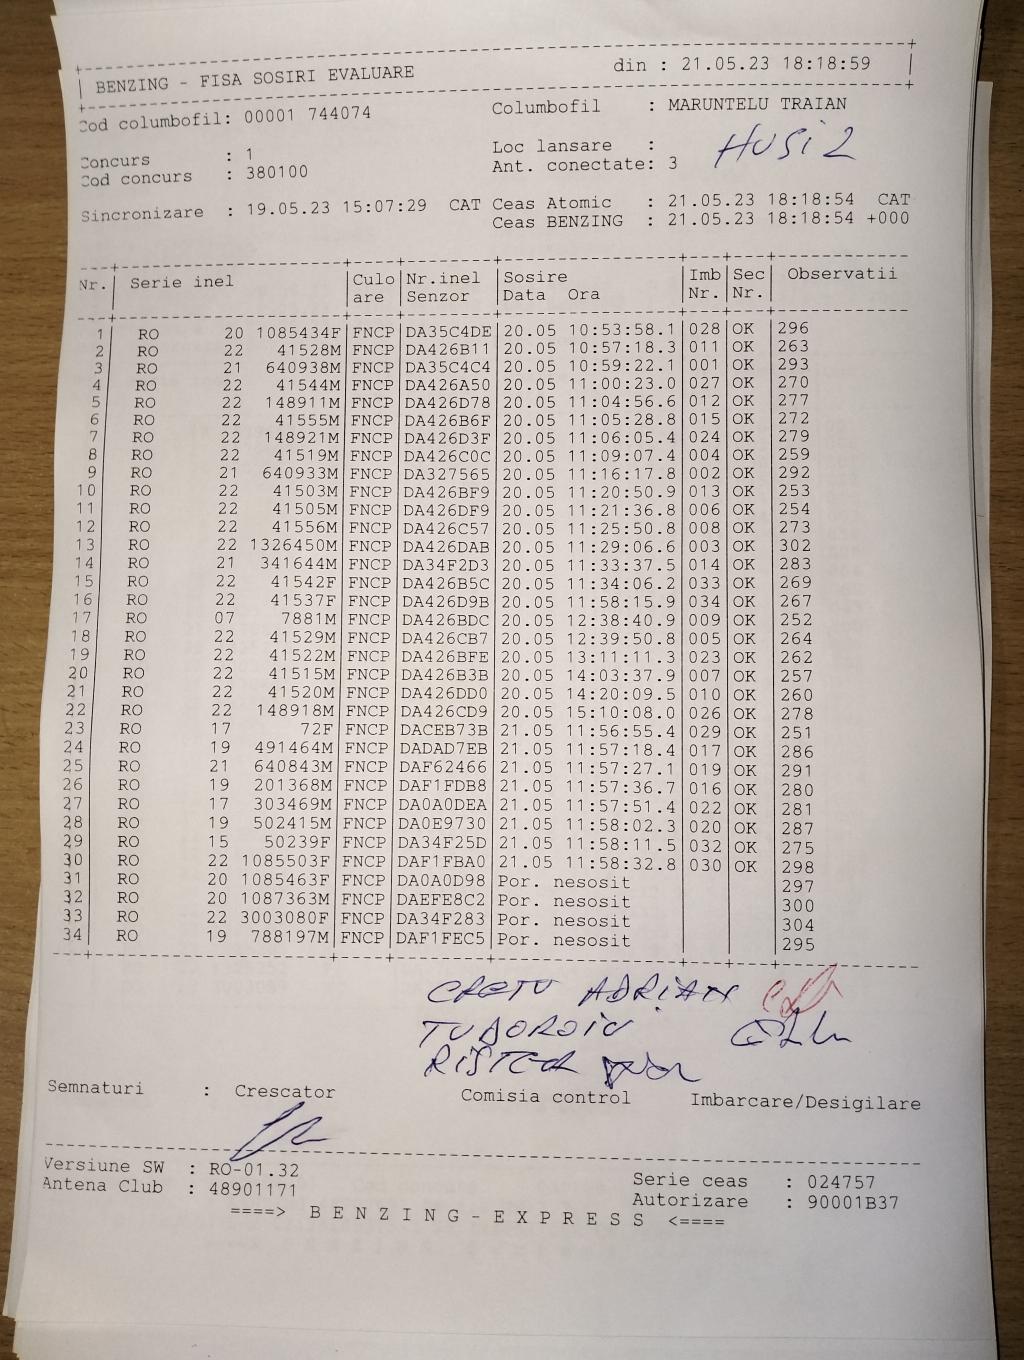 BENZING - FISA SOSIRI EVALUARE din : 21.05.23 18:18:59
Cod columbofil: 00001 744074 Columbofil : MARUNTELU TRAIAN
Loc lansare : HUSI 2
Concurs : 1 Ant. conectate: 3
Cod concurs : 380100
Sincronizare : 19.05.23 15:07:29 CAT Ceas Atomic : 21.05.23 18:18:54 CAT
Ceas BENZING : 21.05.23 18:18:54 +000
Nr. Serie inel Culo Nr.inel Sosire Imb Sec Observatii
are Senzor Data Ora Nr. Nr.
1 RO 20 1085434F FNCP DA35C4DE 20.05 10:53:58.1 028 OK 296
2 RO 22 41528M FNCP DA426B11 20.05 10:57:18.3 011 OK 263
3 RO 21 640938M FNCP DA35C4C4 20.05 10:59:22.1 001 OK 293
4 RO 22 41544M FNCP DA426A50 20.05 11:00:23.0 027 OK 270
5 RO 22 148911M FNCP DA426D78 20.05 11:04:56.6 012 OK 277
6 RO 22 41555M FNCP DA426B6F 20.05 11:05:28.8 015 OK 272
7 RO 22 148921M FNCP DA426D3F 20.05 11:06:05.4 024 OK 279
8 RO 22 41519M FNCP DA426C0C 20.05 11:09:07.4 004 OK 259
9 RO 21 640933M FNCP DA327565 20.05 11:16:17.8 002 OK 292
10 RO 22 41503M FNCP DA426BF9 20.05 11:20:50.9 013 OK 253
11 RO 22 41505M FNCP DA426DF9 20.05 11:21:36.8 006 OK 254
12 RO 22 41556M FNCP DA426C57 20.05 11:25:50.8 008 OK 273
13 RO 22 1326450M FNCP DA426DAB 20.05 11:29:06.6 003 OK 302
14 RO 21 341644M FNCP DA34F2D3 20.05 11:33:37.5 014 OK 283
15 RO 22 41542F FNCP DA426B5C 20.05 11:34:06.2 033 OK 269
16 RO 22 41537F FNCP DA426D9B 20.05 11:58:15.9 034 OK 267
17 RO 07 7881M FNCP DA426BDC 20.05 12:38:40.9 009 OK 252
18 RO 22 41529M FNCP DA426CB7 20.05 12:39:50.8 005 OK 264
19 RO 22 41522M FNCP DA426BFE 20.05 13:11:11.3 023 OK 262
20 RO 22 41515M FNCP DA426B3B 20.05 14:03:37.9 007 OK 257
21 RO 22 41520M FNCP DA426DD0 20.05 14:20:09.5 010 OK 260
22 RO 22 148918M FNCP DA426CD9 20.05 15:10:08.0 026 OK 278
23 RO 17 72F FNCP DACEB73B 21.05 11:56:55.4 029 OK 251
24 RO 19 491464M FNCP DADAD7EB 21.05 11:57:18.4 017 OK 286
25 RO 21 640843M FNCP DAF62466 21.05 11:57:27.1 019 OK 291
26 RO 19 201368M FNCP DAF1FDB8 21.05 11:57:36.7 016 OK 280
27 RO 17 303469M FNCP DA0A0DEA 21.05 11:57:51.4 022 OK 281
28 RO 19 502415M FNCP DA0E9730 21.05 11:58:02.3 020 OK 287
29 RO 15 50239F FNCP DA34F25D 21.05 11:58:11.5 032 OK 275
30 RO 22 1085503F FNCP DAF1FBA0 21.05 11:58:32.8 030 OK 298
31 RO 20 1085463F FNCP DA0A0D98 Por. nesosit 297
32 RO 20 1087363M FNCP DAEFE8C2 Por. nesosit 300
33 RO 22 3003080F FNCP DA34F283 Por. nesosit 304
34 RO 19 788197M FNCP DAF1FEC5 Por. nesosit 295
CRETU ADRIAN
TUDOROIU
RISTEA
Semnaturi : Crescator Comisia control Imbarcare/Desigilare
Versiune SW : RO-01.32 Serie ceas : 024757
Antena Club : 48901171 Autorizare : 90001B37
====> B E N Z I N G - E X P R E S S <====